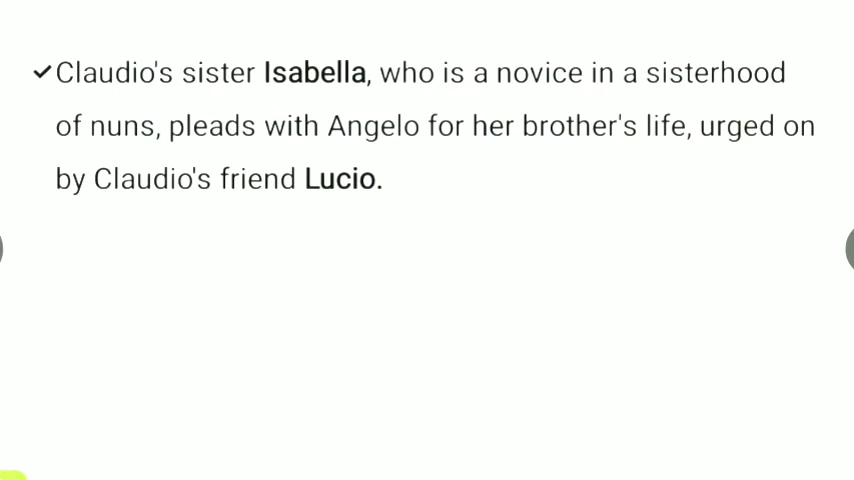 ✓Claudio's sister Isabella, who is a novice in a sisterhood
of nuns, pleads with Angelo for her brother's life, urged on
by Claudio's friend Lucio.